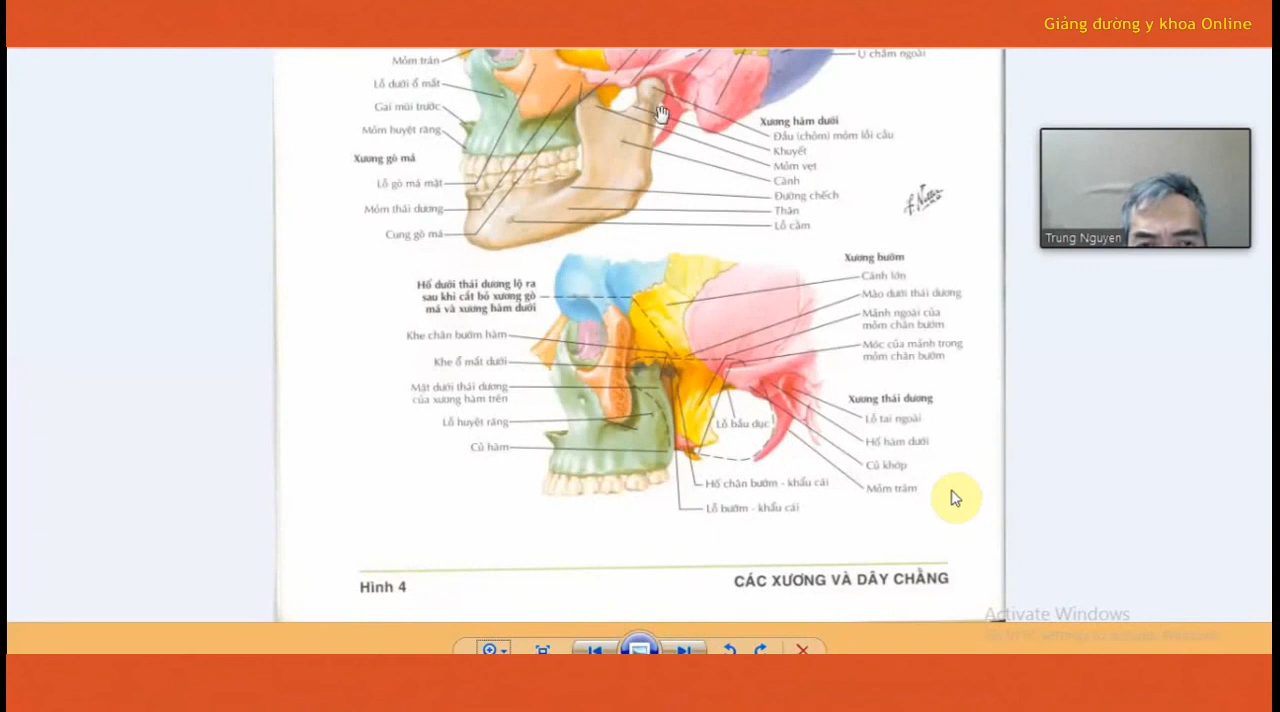 Giảng đường y khoa Online
Mỏm trán
Lỗ dưới ổ mắt
Gai mũi trước
Mỏm huyệt răng
Xương gò má
Lỗ gò má mặt
Mỏm thái dương
Cung gò má
Ụ chẩm ngoài
Xương hàm dưới
Đầu (chỏm) mỏm lồi cầu
Khuyết
Mỏm vẹt
Cành
Đường chếch
Thân
Lỗ cằm
Hố dưới thái dương lộ ra
sau khi cắt bỏ xương gò
má và xương hàm dưới
Khe chân bướm hàm
Khe ổ mắt dưới
Mặt dưới thái dương
của xương hàm trên
Lỗ huyệt răng
Củ hàm
Xương bướm
Cánh lớn
Mào dưới thái dương
Mảnh ngoài của
mỏm chân bướm
Móc của mảnh trong
mỏm chân bướm
Xương thái dương
Lỗ tai ngoài
Hố hàm dưới
Củ khớp
Mỏm trâm
Lỗ bầu dục
Hố chân bướm - khẩu cái
Lỗ bướm - khẩu cái
Hình 4
CÁC XƯƠNG VÀ DÂY CHẰNG
Trung Nguyen
Activate Windows